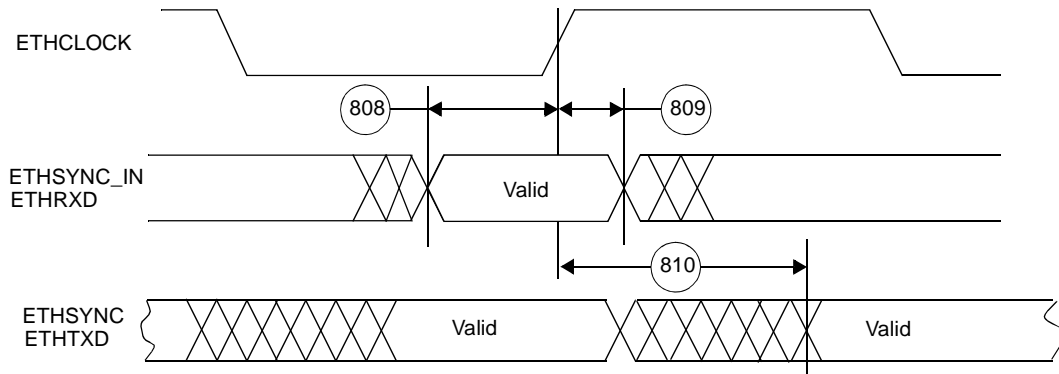 ETHCLOCK
808
809
ETHSYNC_IN
ETHRXD
Valid
810
ETHSYNC
ETHTXD
Valid
Valid